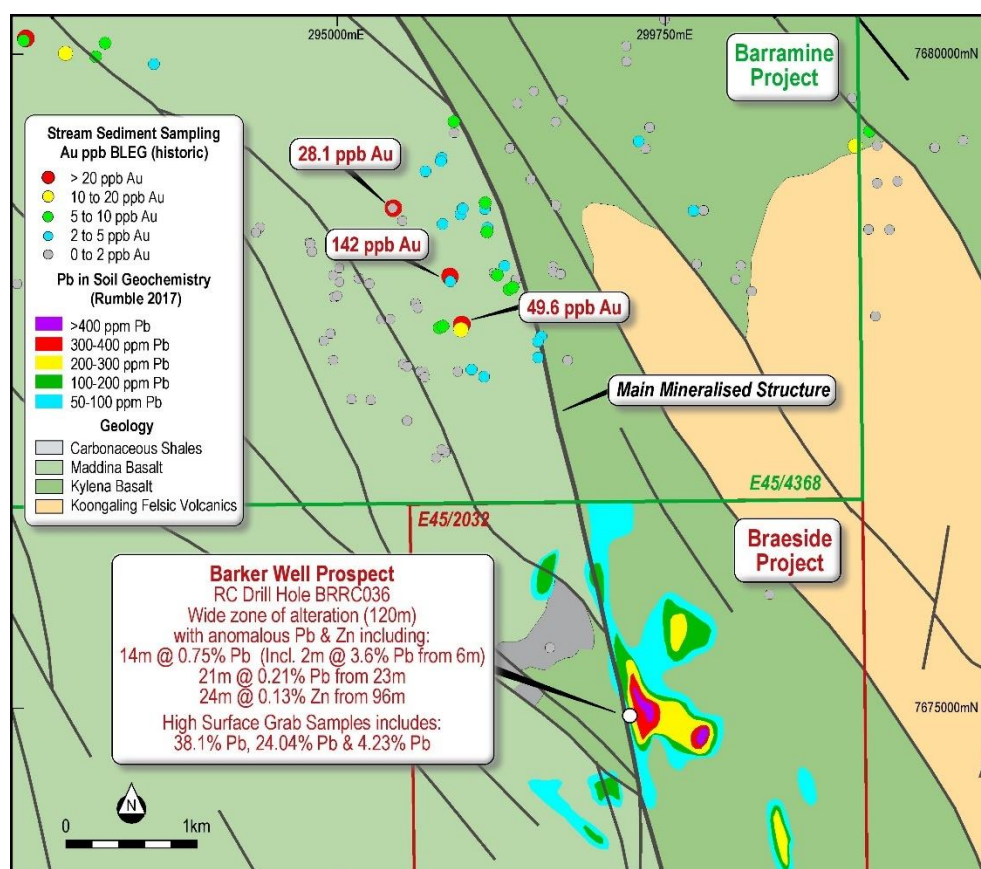 295000mE
299750mE
7680000mN
Barramine
Project
Stream Sediment Sampling
Au ppb BLEG (historic)
> 20 ppb Au
10 to 20 ppb Au
5 to 10 ppb Au
2 to 5 ppb Au
0 to 2 ppb Au
Pb in Soil Geochemistry
(Rumble 2017)
>400 ppm Pb
300-400 ppm Pb
200-300 ppm Pb
100-200 ppm Pb
50-100 ppm Pb
Geology
Carbonaceous Shales
Maddina Basalt
Kylena Basalt
Koongaling Felsic Volcanics
28.1 ppb Au
142 ppb Au
49.6 ppb Au
Main Mineralised Structure
E45/4368
E45/2032
Braeside
Project
Barker Well Prospect
RC Drill Hole BRRC036
Wide zone of alteration (120m)
with anomalous Pb & Zn including:
14m @ 0.75% Pb (Incl. 2m @ 3.6% Pb from 6m)
21m @ 0.21% Pb from 23m
24m @ 0.13% Zn from 96m
High Surface Grab Samples includes:
38.1% Pb, 24.04% Pb & 4.23% Pb
7675000mN
N
0 1km